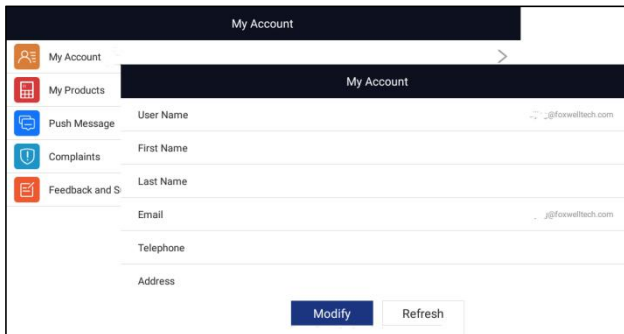 My Account
My Account
My Products
Push Message
Complaints
Feedback and
My Account
User Name @foxwelltech.com
First Name
Last Name
Email @foxwelltech.com
Telephone
Address
Modify Refresh